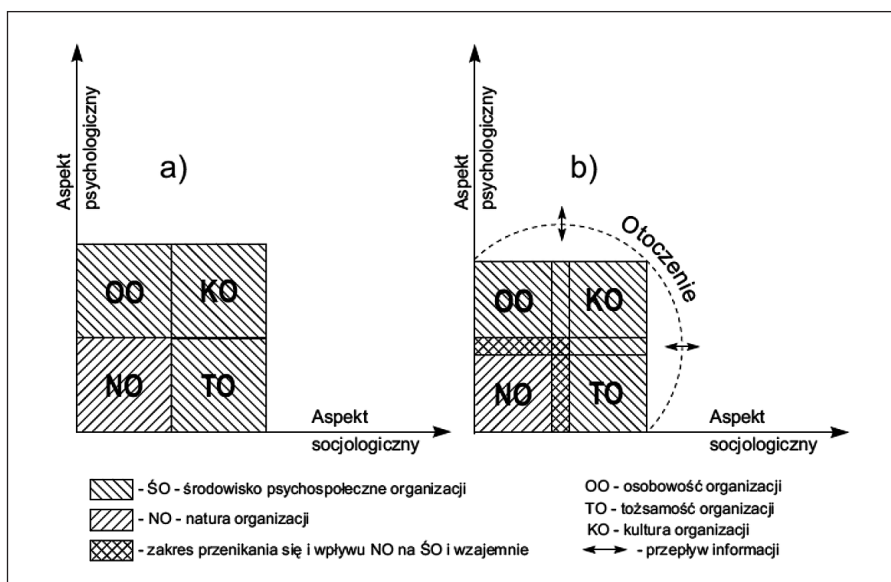 Aspekt
psychologiczny
a)
OO
KO
NO
TO
Aspekt
socjologiczny
Aspekt
psychologiczny
b)
Otoczenie
OO
KO
NO
TO
Aspekt
socjologiczny
- ŚO - środowisko psychospołeczne organizacji
- NO - natura organizacji
- zakres przenikania się i wpływu NO na ŚO i wzajemnie
OO - osobowość organizacji
TO - tożsamość organizacji
KO - kultura organizacji
- przepływ informacji